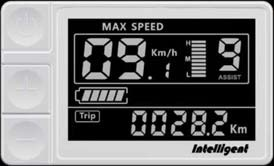 MAX SPEED
09.1 Km/h H M L 9
ASSIST
Trip 0028.2 Km
Intelligent